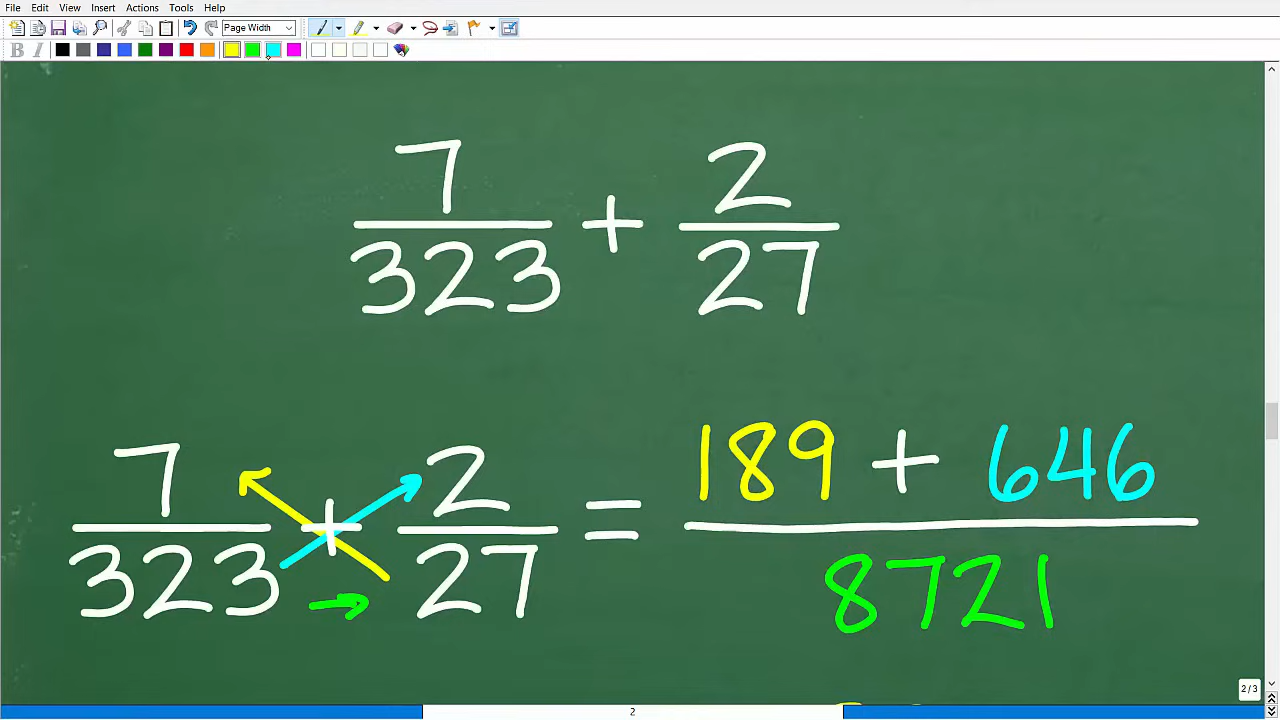 File Edit View Insert Actions Tools Help
Page Width
B I
7/323 + 2/27
7/323 + 2/27 = 189 + 646/8721
2/3
2